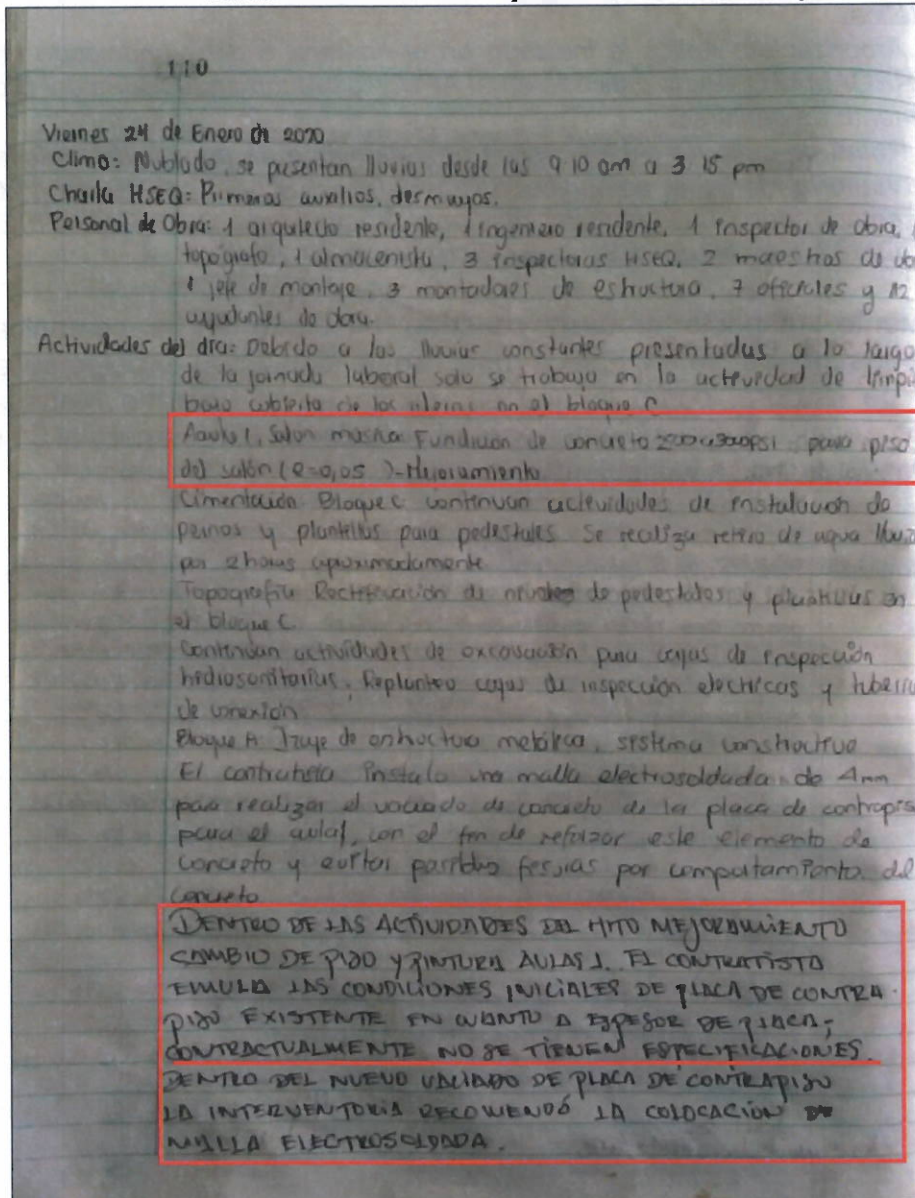 110
Viernes 24 de Enero de 2020
Clima: Nublado, se presentan lluvias desde las 9 10 am a 3 15 pm
Charla HSEQ: Primeros auxilios, desmayos.
Personal de Obra: 1 arquitecto residente, 1 ingeniero residente, 1 inspector de obra,
topógrafo, 1 almacenista, 3 inspectoras HSEQ, 2 maestros de
1 jefe de montaje, 3 montadores de estructura, 7 oficiales y 12
ayudantes de obra.
Actividades del día: Debido a las lluvias constantes presentadas a lo largo
de la jornada laboral solo se trabajo en la actividad de
bajo cubierta de los en el bloque C
Aula 1, Salon musica Fundición de concreto para piso
del salón (e=0,05 )-Mejoramiento
Cimentación Bloque C continuan actividades de instalación de
y plantillas para pedestales Se realiza retiro de agua
por 2 horas aproximadamente
Topografia Rectificación de niveles de pedestales y plantillas en
el bloque C
Continuan actividades de excavación para cajas de inspección
hidrosanitarias, Replanteo cajas de inspección electricas y
de conexión
Bloque A Izaje de estructura metálica, sistema constructivo
El contratista instala una malla electrosoldada de 4mm
para realizar el vaciado de concreto de la placa de
para el aula1, con el fin de reforzar este elemento de
concreto y evitar posibles fisuras por comportamiento del
concreto
DENTRO DE LAS ACTIVIDADES DEL HITO MEJORAMIENTO
CAMBIO DE PISO Y PINTURA AULAS 1. EL CONTRATISTA
EMULA LAS CONDICIONES INICIALES DE PLACA DE CONTRA-
PISO EXISTENTE EN CUANTO A ESPESOR DE PLACA;
CONTRACTUALMENTE NO SE TIENEN ESPECIFICACIONES.
DENTRO DEL NUEVO VACIADO DE PLACA DE CONTRAPISO
LA INTERVENTORIA RECOMENDÓ LA COLOCACIÓN DE
MALLA ELECTROSOLDADA.